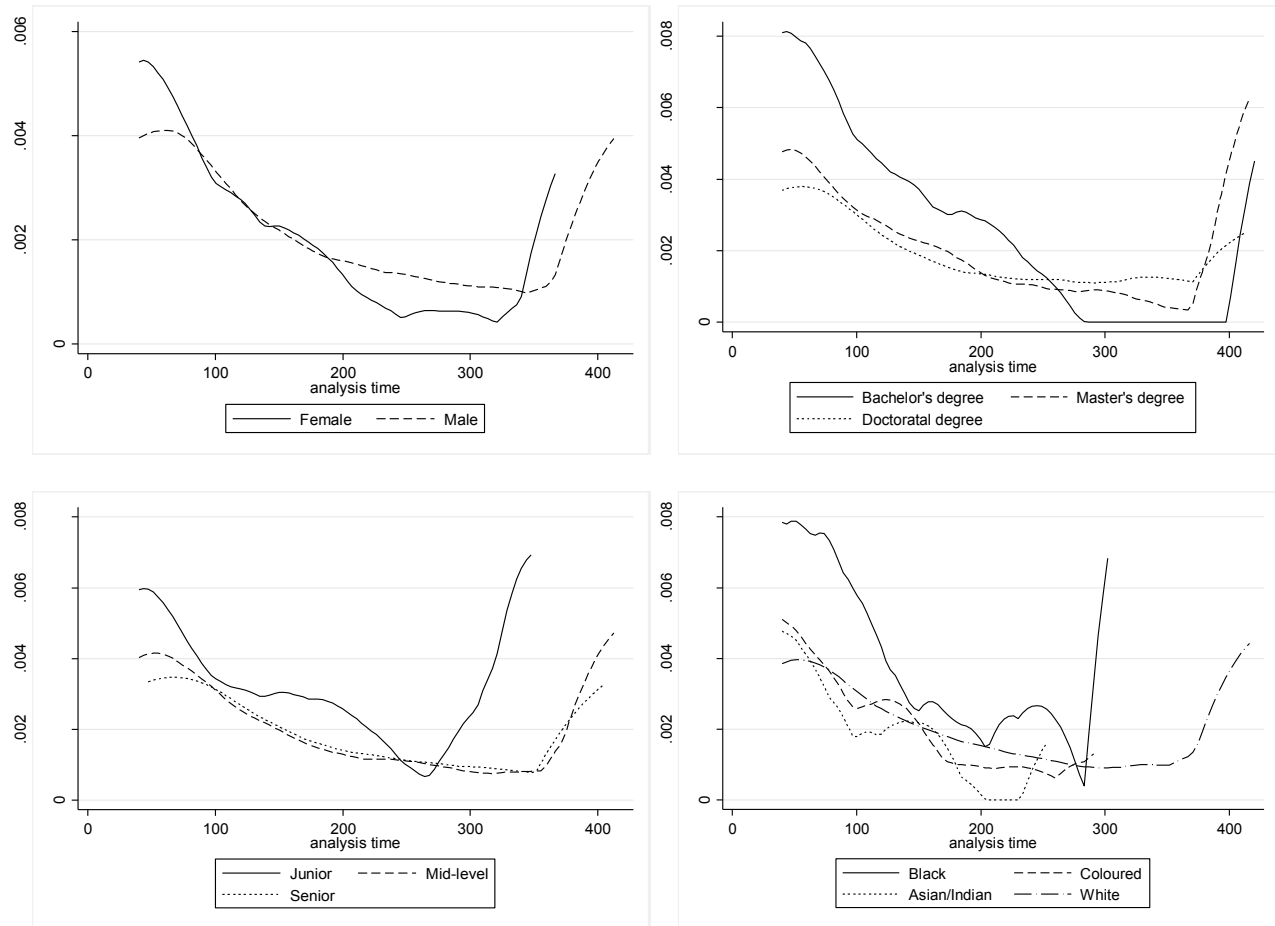 .006
.004
.002
0
0 100 200 300 400
analysis time
Female Male
.008
.006
.004
.002
0
0 100 200 300 400
analysis time
Bachelor's degree Master's degree
Doctoratal degree
.008
.006
.004
.002
0
0 100 200 300 400
analysis time
Junior Mid-level
Senior
.008
.006
.004
.002
0
0 100 200 300 400
analysis time
Black Coloured
Asian/Indian White